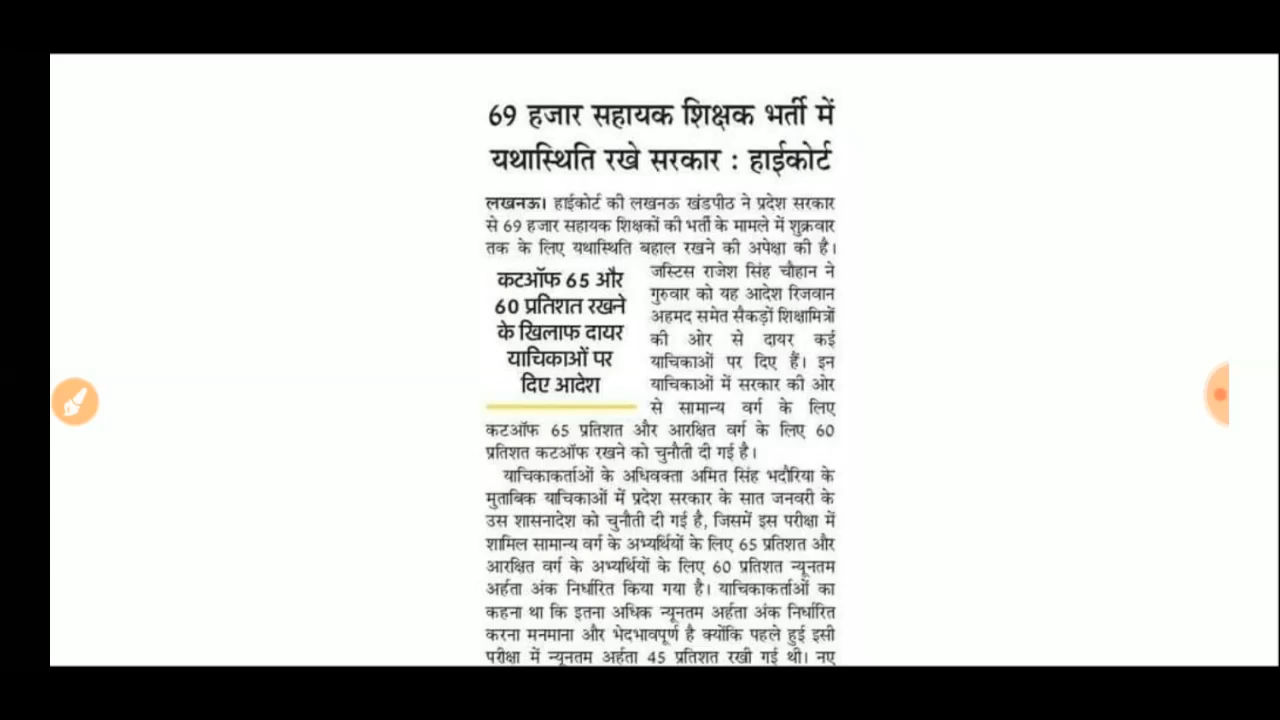 69 हजार सहायक शिक्षक भर्ती में
यथास्थिति रखे सरकार : हाईकोर्ट
लखनऊ। हाईकोर्ट की लखनऊ खंडपीठ ने प्रदेश सरकार
से 69 हजार सहायक शिक्षकों की भर्ती के मामले में शुक्रवार
तक के लिए यथास्थिति बहाल रखने की अपेक्षा की है।
कटऑफ 65 और
60 प्रतिशत रखने
के खिलाफ दायर
याचिकाओं पर
दिए आदेश
जस्टिस राजेश सिंह चौहान ने
गुरुवार को यह आदेश रिजवान
अहमद समेत सैकड़ों शिक्षामित्रों
की ओर से दायर कई
याचिकाओं पर दिए हैं। इन
याचिकाओं में सरकार की ओर
से सामान्य वर्ग के लिए
कटऑफ 65 प्रतिशत और आरक्षित वर्ग के लिए 60
प्रतिशत कटऑफ रखने को चुनौती दी गई है।
याचिकाकर्ताओं के अधिवक्ता अमित सिंह भदौरिया के
मुताबिक याचिकाओं में प्रदेश सरकार के सात जनवरी के
उस शासनादेश को चुनौती दी गई है, जिसमें इस परीक्षा में
शामिल सामान्य वर्ग के अभ्यर्थियों के लिए 65 प्रतिशत और
आरक्षित वर्ग के अभ्यर्थियों के लिए 60 प्रतिशत न्यूनतम
अर्हता अंक निर्धारित किया गया है। याचिकाकर्ताओं का
कहना था कि इतना अधिक न्यूनतम अर्हता अंक निर्धारित
करना मनमाना और भेदभावपूर्ण है क्योंकि पहले हुई इसी
परीक्षा में न्यूनतम अर्हता 45 प्रतिशत रखी गई थी। नए